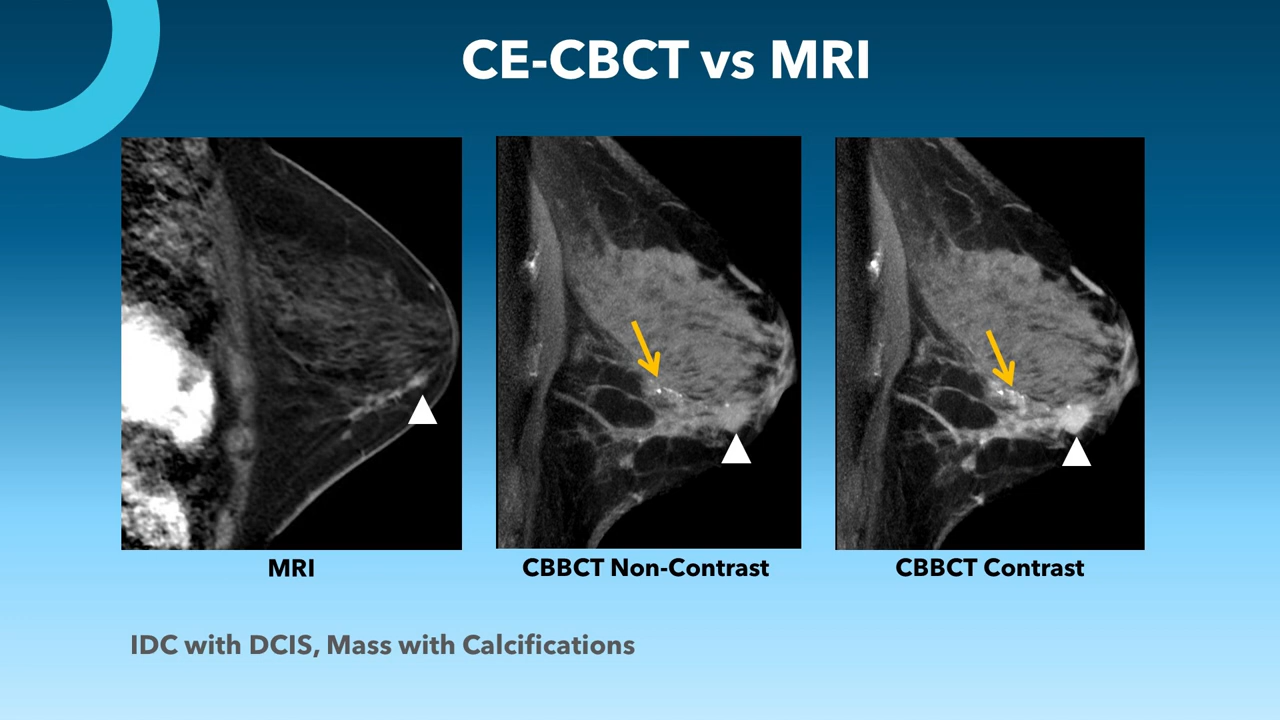 CE-CBCT vs MRI
MRI
CBBCT Non-Contrast
CBBCT Contrast
IDC with DCIS, Mass with Calcifications